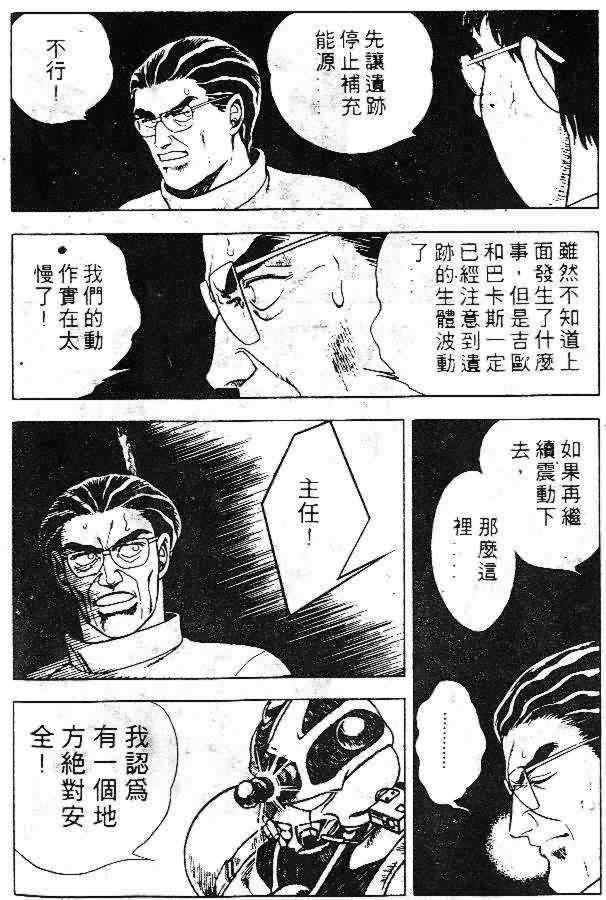 先讓遺跡
停止補充
能源……
不行！
雖然不知道上
面發生了什麼
事，但是吉歐
和巴卡斯一定
已經注意到遺
跡的生體波動
了……
我們的動
作實在太
慢了！
如果再繼
續震動下
去，
那麼這
裡……
…………
主任！
我認為
有一個地
方絕對安
全！